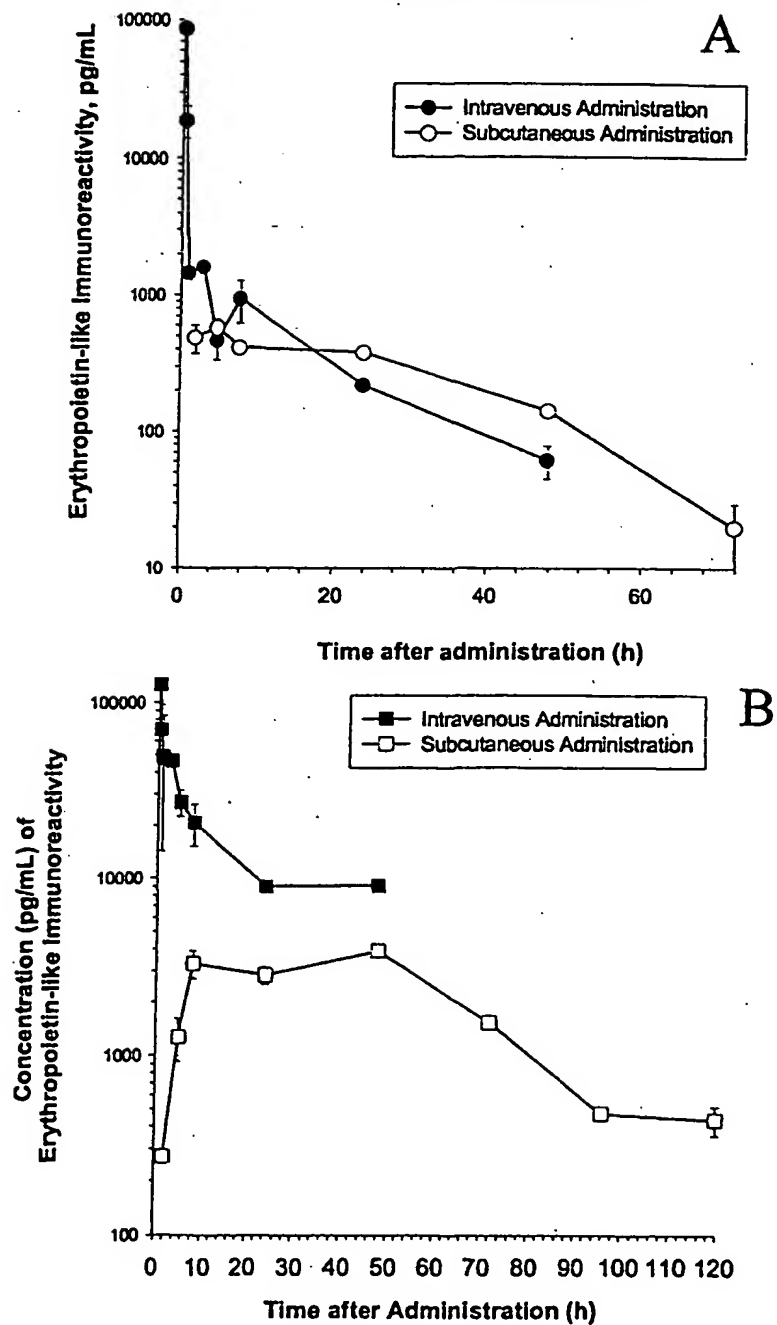 A
100000
10000
1000
100
10
Erythropoietin-like Immunoreactivity, pg/mL
Intravenous Administration
Subcutaneous Administration
0 20 40 60
Time after administration (h)
B
100000
10000
1000
100
Concentration (pg/mL) of
Erythropoietin-like Immunoreactivity
Intravenous Administration
Subcutaneous Administration
0 10 20 30 40 50 60 70 80 90 100 110 120
Time after Administration (h)